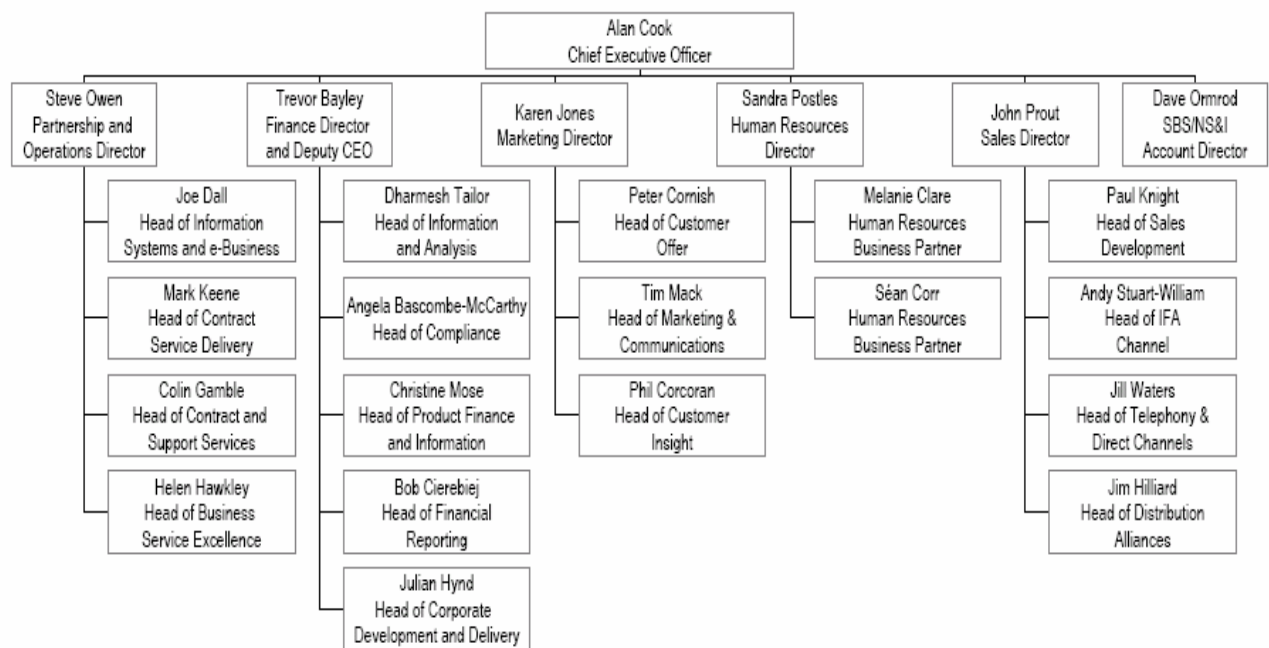 Alan Cook
Chief Executive Officer
Steve Owen
Partnership and
Operations Director
Trevor Bayley
Finance Director
and Deputy CEO
Karen Jones
Marketing Director
Sandra Postles
Human Resources
Director
John Prout
Sales Director
Dave Ormrod
SBS/NS&I
Account Director
Joe Dall
Head of Information
Systems and e-Business
Mark Keene
Head of Contract
Service Delivery
Colin Gamble
Head of Contract and
Support Services
Helen Hawkley
Head of Business
Service Excellence
Dharmesh Tailor
Head of Information
and Analysis
Angela Bascombe-McCarthy
Head of Compliance
Christine Mose
Head of Product Finance
and Information
Bob Cierebiej
Head of Financial
Reporting
Julian Hynd
Head of Corporate
Development and Delivery
Peter Cornish
Head of Customer
Offer
Tim Mack
Head of Marketing &
Communications
Phil Corcoran
Head of Customer
Insight
Melanie Clare
Human Resources
Business Partner
Séan Corr
Human Resources
Business Partner
Paul Knight
Head of Sales
Development
Andy Stuart-William
Head of IFA
Channel
Jill Waters
Head of Telephony &
Direct Channels
Jim Hilliard
Head of Distribution
Alliances